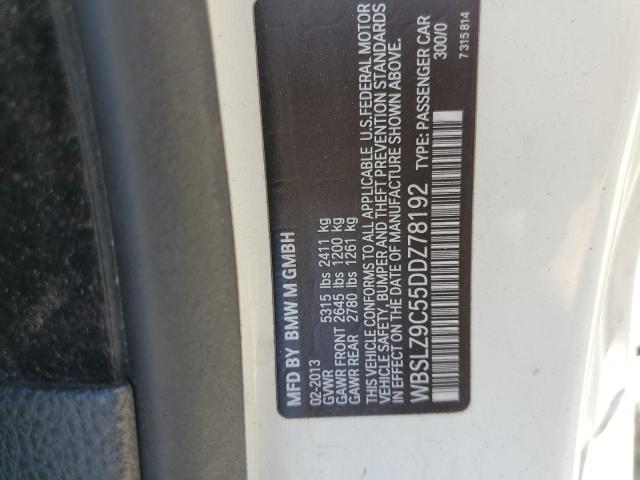 MFD BY BMW M GMBH
02-2013
GVWR 5315 lbs 2411 kg
GAWR FRONT 2645 lbs 1200 kg
GAWR REAR 2780 lbs 1261 kg
THIS VEHICLE CONFORMS TO ALL APPLICABLE U.S. FEDERAL MOTOR
VEHICLE SAFETY, BUMPER AND THEFT PREVENTION STANDARDS
IN EFFECT ON THE DATE OF MANUFACTURE SHOWN ABOVE.
WBSLZ9C55DDZ78192 TYPE: PASSENGER CAR
300/0
7 315 814